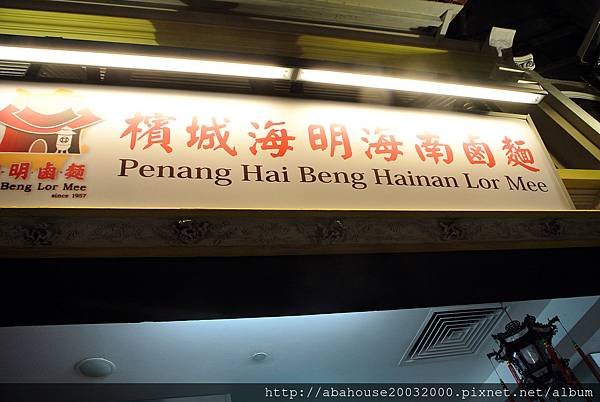 檳城海明海南鹵麵
Penang Hai Beng Hainan Lor Mee
明·鹵·麵
Beng Lor Mee
since 1957
http://abahouse20032000.pixnet.net/album